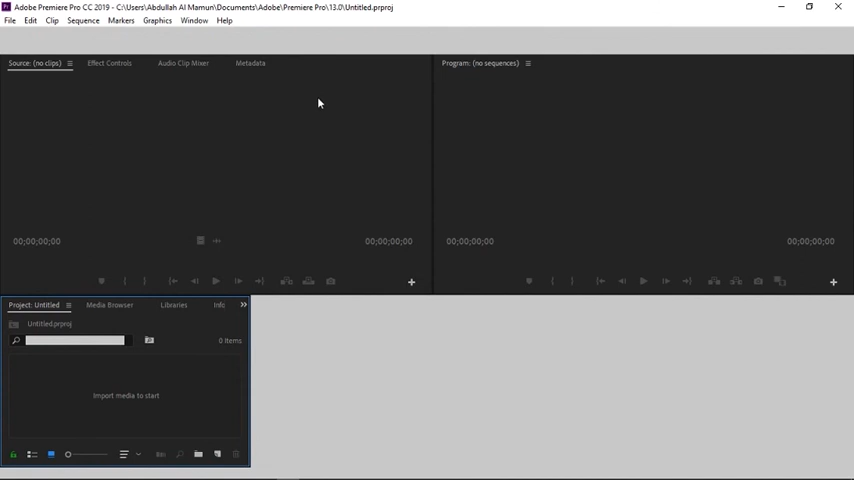 Adobe Premiere Pro CC 2019 - C:\Users\Abdullah Al Mamun\Documents\Adobe\Premiere Pro\13.0\Untitled.prproj
File Edit Clip Sequence Markers Graphics Window Help
Source: (no clips) Effect Controls Audio Clip Mixer Metadata Program: (no sequences)
00;00;00;00 00;00;00;00 00;00;00;00 00;00;00;00
Project: Untitled Media Browser Libraries Info
Untitled.prproj
0 Items
Import media to start